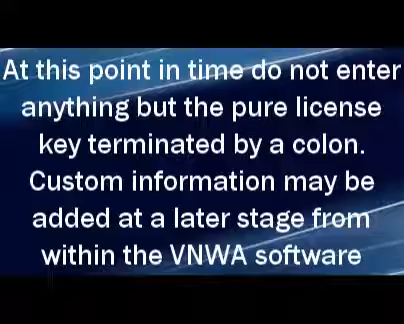 At this point in time do not enter
anything but the pure license
key terminated by a colon.
Custom information may be
added at a later stage from
within the VNWA software